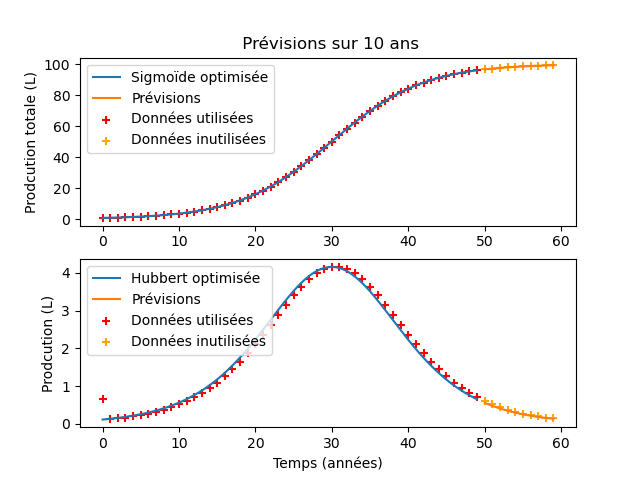 Prévisions sur 10 ans
Prodcution totale (L)
100
80
60
40
20
0
Sigmoïde optimisée
Prévisions
Données utilisées
Données inutilisées
0 10 20 30 40 50 60
Prodcution (L)
4
3
2
1
0
Hubbert optimisée
Prévisions
Données utilisées
Données inutilisées
0 10 20 30 40 50 60
Temps (années)